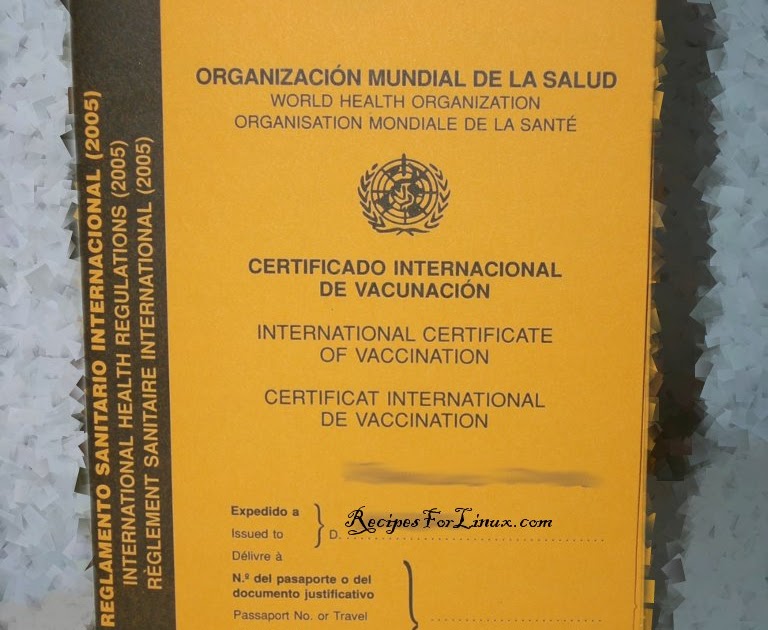 REGLAMENTO SANITARIO INTERNACIONAL (2005)
INTERNATIONAL HEALTH REGULATIONS (2005)
RÈGLEMENT SANITAIRE INTERNATIONAL (2005)
ORGANIZACIÓN MUNDIAL DE LA SALUD
WORLD HEALTH ORGANIZATION
ORGANISATION MONDIALE DE LA SANTÉ
CERTIFICADO INTERNACIONAL
DE VACUNACIÓN
INTERNATIONAL CERTIFICATE
OF VACCINATION
CERTIFICAT INTERNATIONAL
DE VACCINATION
Expedido a
Issued to
Délivre à
D.
RecipesForLinux.com
N.º del pasaporte o del
documento justificativo
Passaport No. or Travel